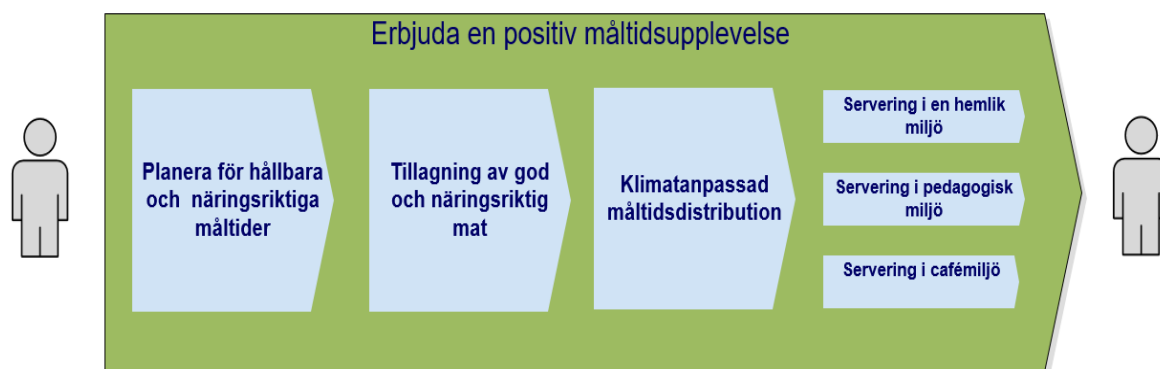 Erbjuda en positiv måltidsupplevelse
Planera för hållbara
och näringsriktiga
måltider
Tillagning av god
och näringsriktig
mat
Klimatanpassad
måltidsdistribution
Servering i en hemlik
miljö
Servering i pedagogisk
miljö
Servering i cafémiljö